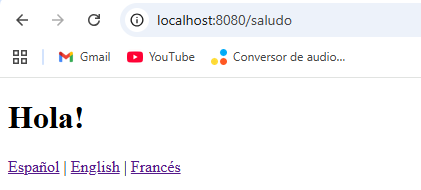 localhost:8080/saludo
Gmail YouTube Conversor de audio...
Hola!
Español | English | Francés